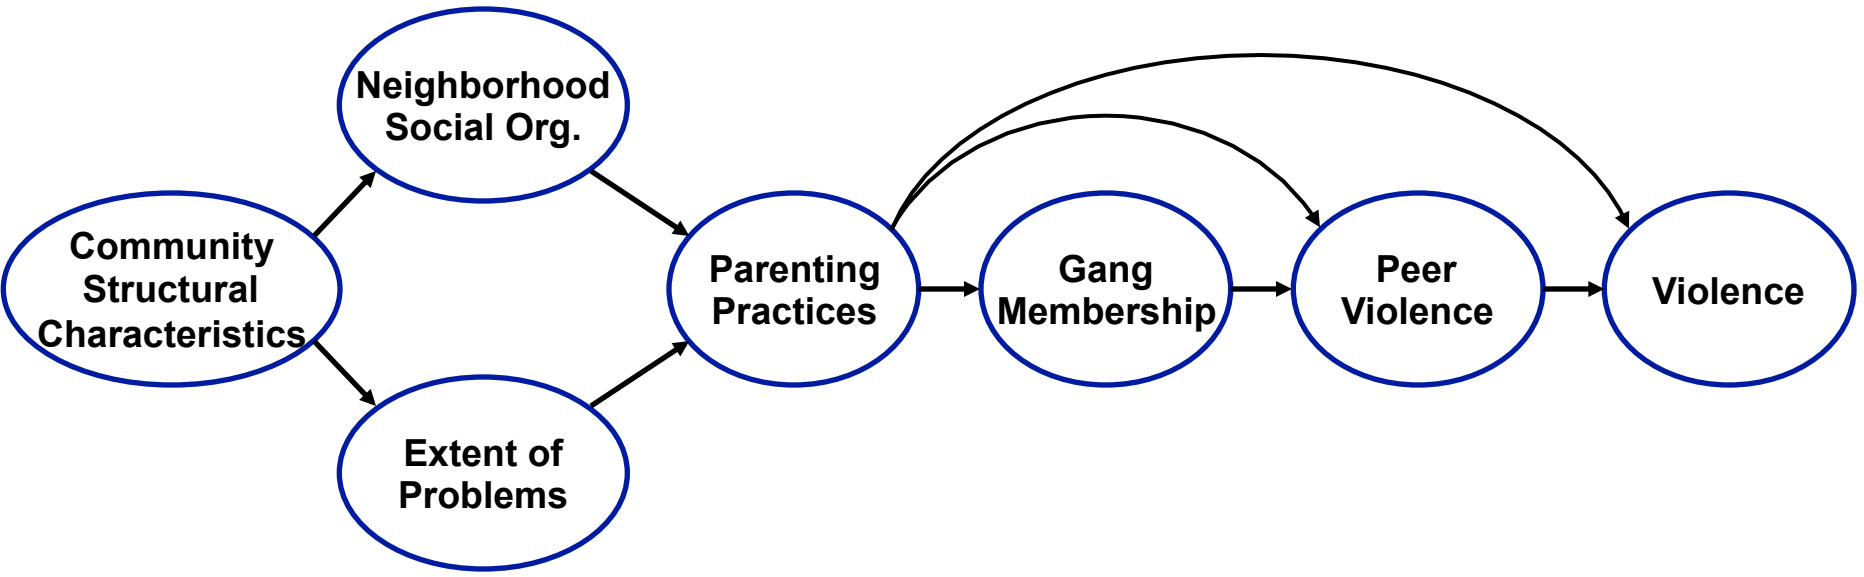 Neighborhood
Social Org.
Community
Structural
Characteristics
Parenting
Practices
Gang
Membership
Peer
Violence
Violence
Extent of
Problems